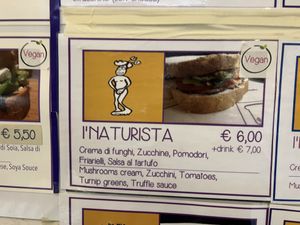 Vegan
€ 5,50
di Soia, Salsa di
Soya Sauce
Vegan
l'NATURISTA
€ 6,00
+drink € 7,00
Crema di funghi, Zucchine, Pomodori,
Friarielli, Salsa al tartufo
Mushrooms cream, Zucchini, Tomatoes,
Turnip greens, Truffle sauce